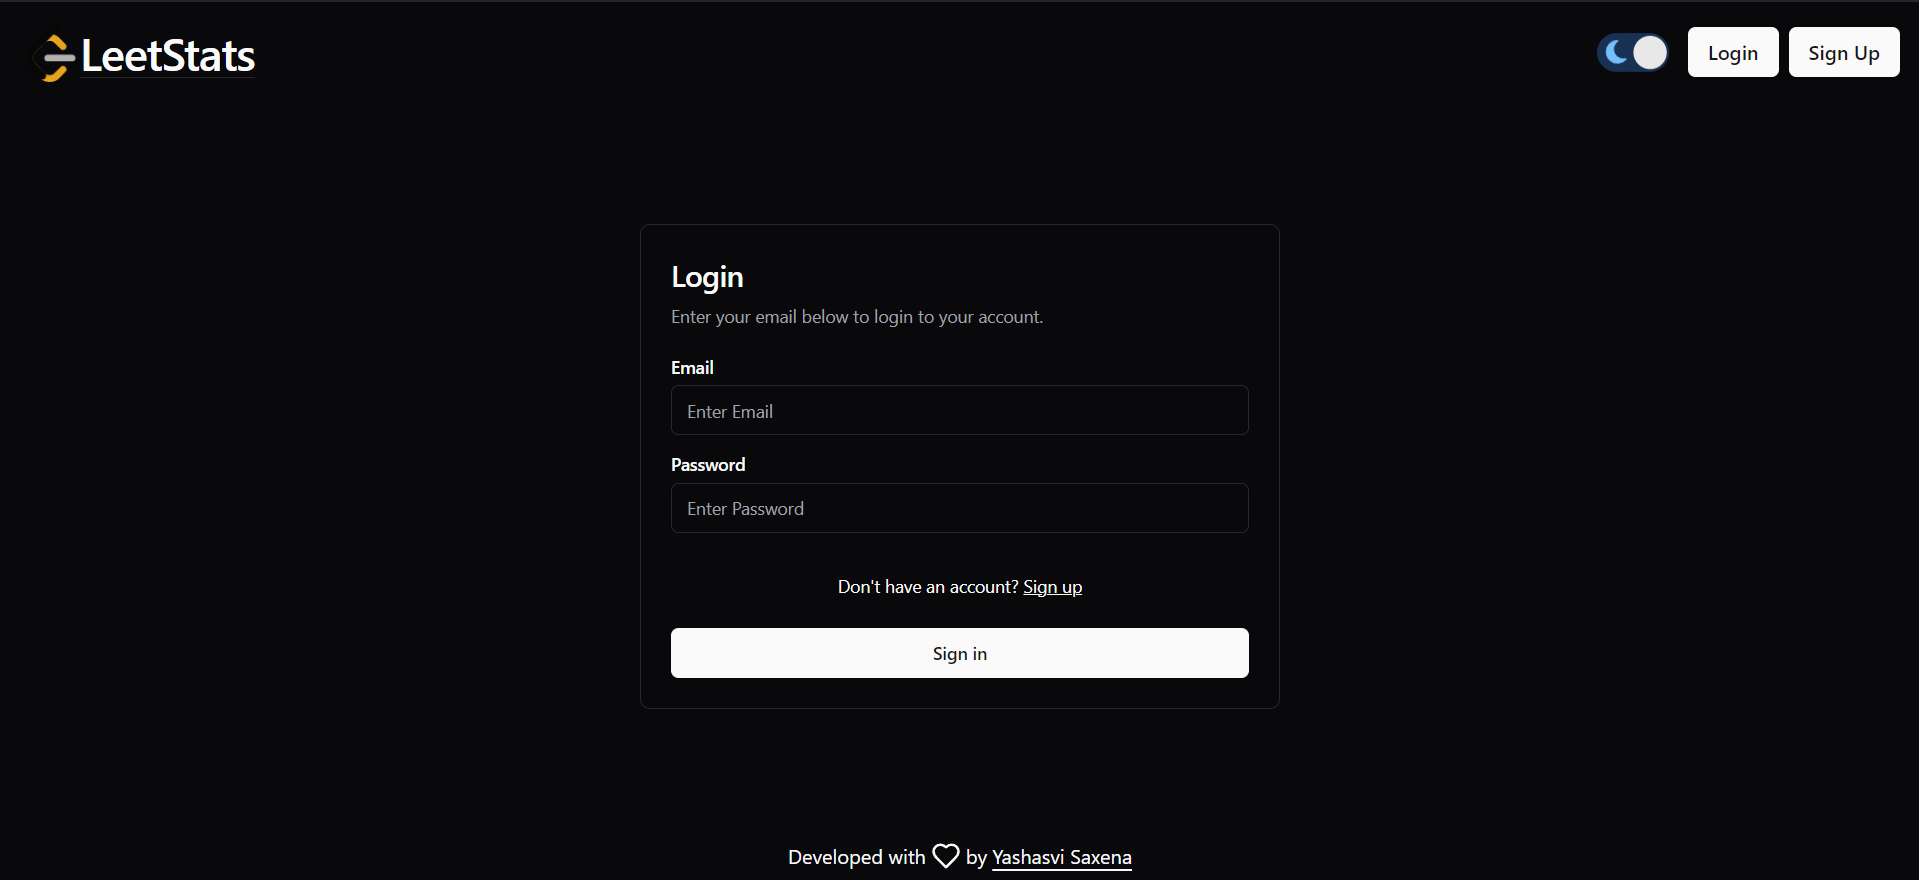 LeetStats
Login
Sign Up
Login
Enter your email below to login to your account.
Email
Enter Email
Password
Enter Password
Don't have an account? Sign up
Sign in
Developed with by Yashasvi Saxena